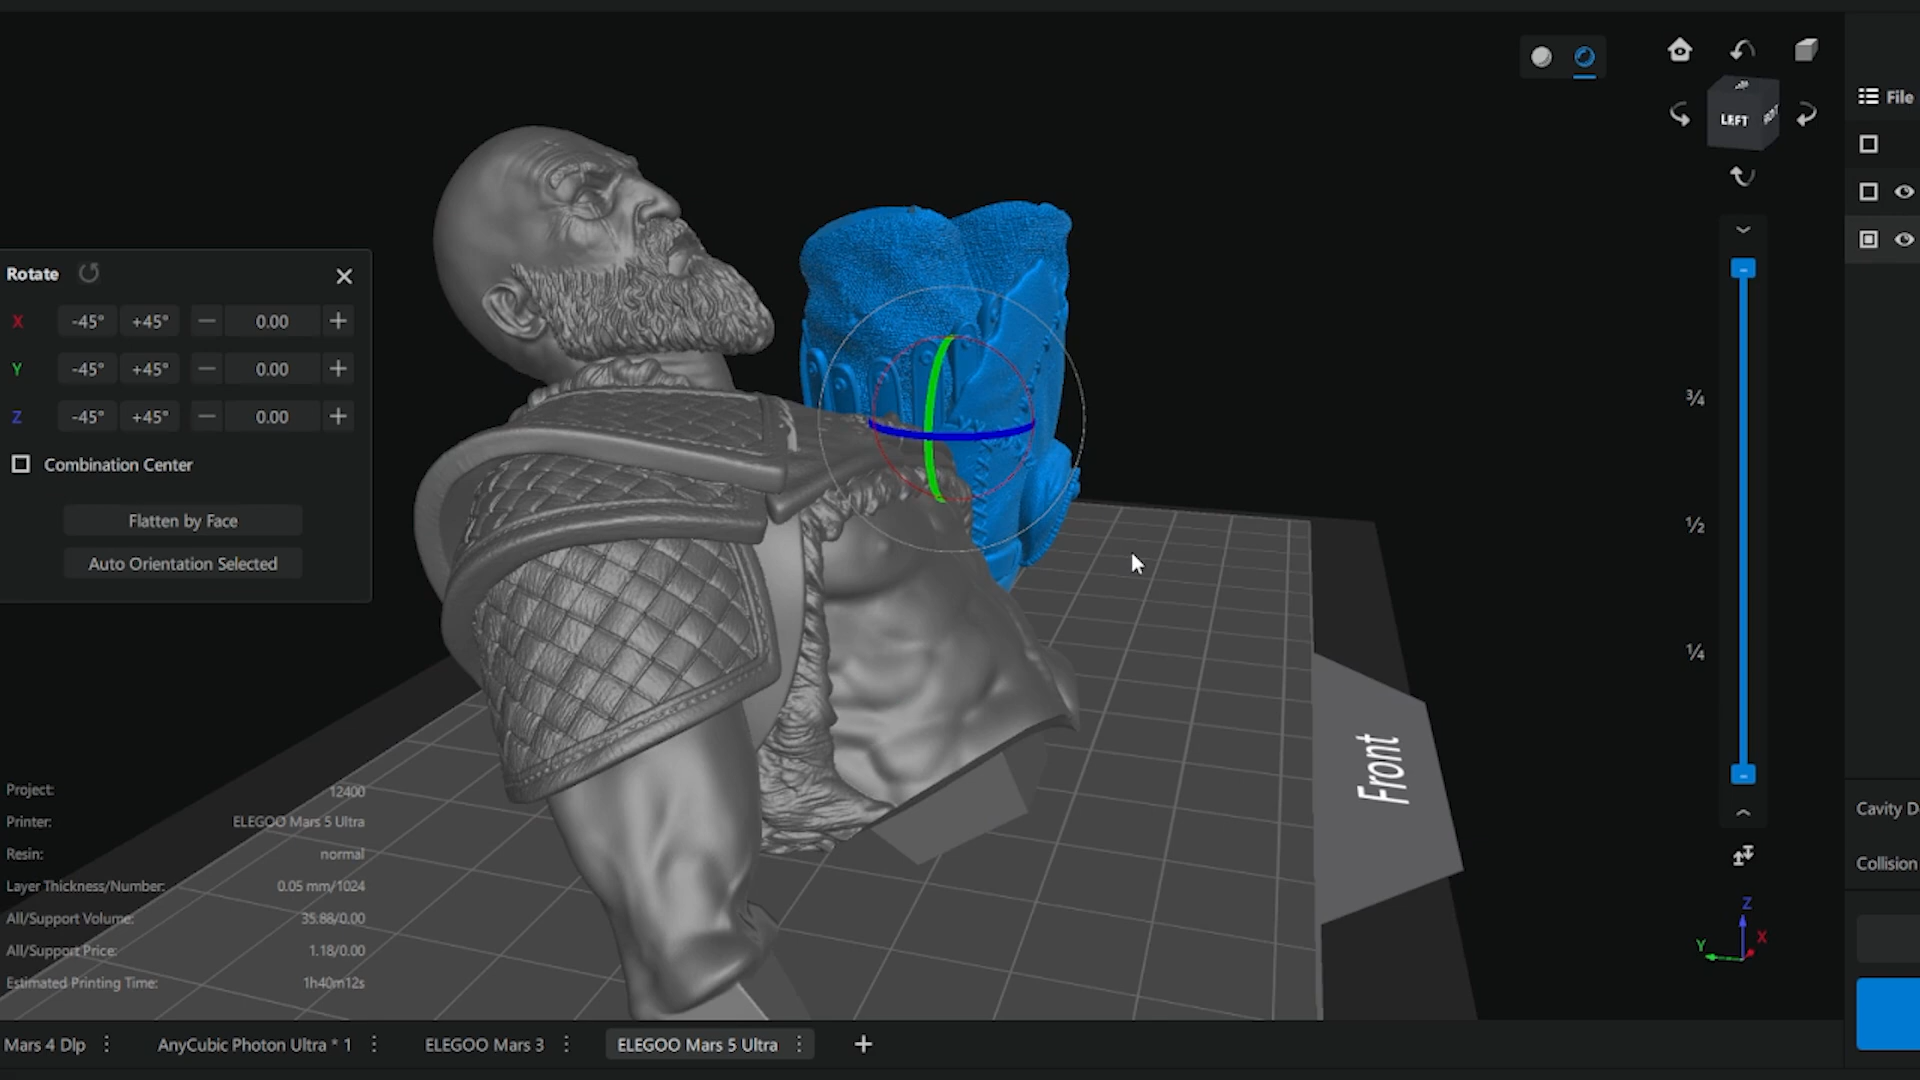 File
LEFT
Rotate
X -45° +45° 0.00
Y -45° +45° 0.00
Z -45° +45° 0.00
Combination Center
Flatten by Face
Auto Orientation Selected
¾
½
¼
Front
Project: 12400
Printer: ELEGOO Mars 5 Ultra
Resin: normal
Layer Thickness/Number: 0.05 mm/1024
All/Support Volume: 35.88/0.00
All/Support Price: 1.18/0.00
Estimated Printing Time: 1h40m12s
Cavity D
Collision
Z
Y
X
Mars 4 Dlp
AnyCubic Photon Ultra * 1
ELEGOO Mars 3
ELEGOO Mars 5 Ultra